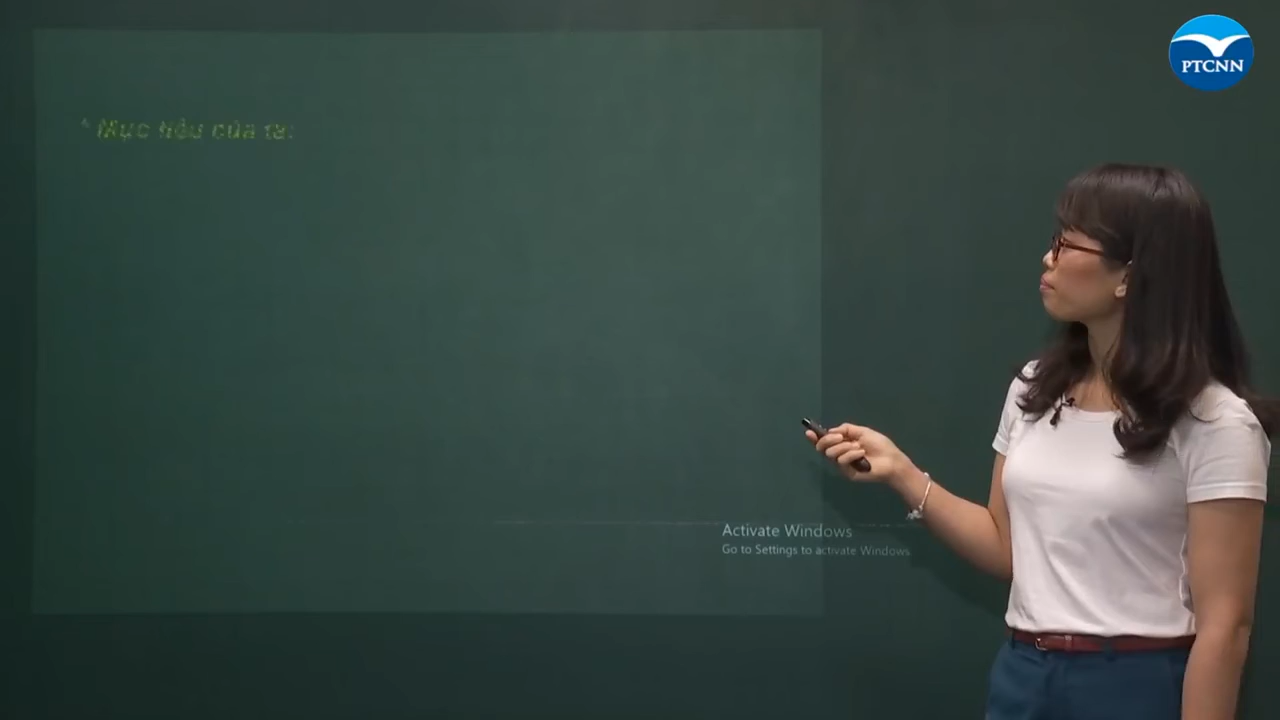 PTCNN
* Mục tiêu của ta:
Activate Windows
Go to Settings to activate Windows